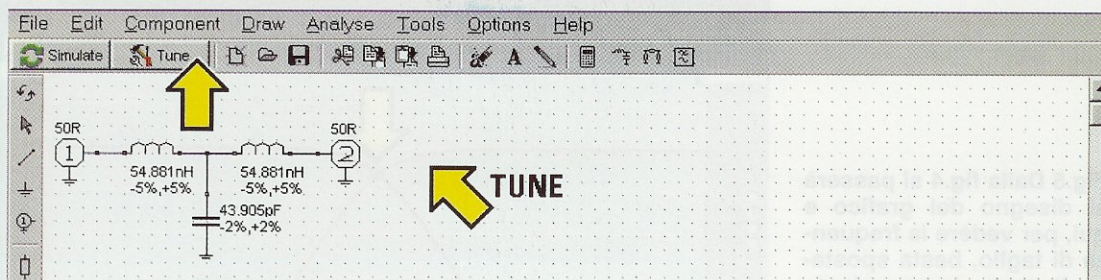 File Edit Component Draw Analyse Tools Options Help
Simulate Tune A
50R 50R
1 2
54.881nH 54.881nH
-5%,+5% -5%,+5%
TUNE
43.905pF
-2%,+2%
1